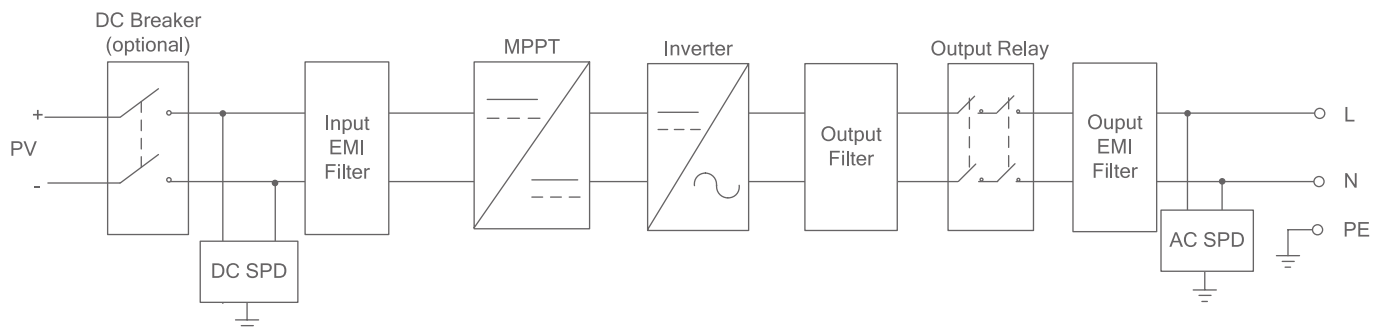 DC Breaker
(optional)
MPPT
Inverter
Output Relay
+
PV
-
Input
EMI
Filter
Output
Filter
Ouput
EMI
Filter
L
N
PE
DC SPD
AC SPD